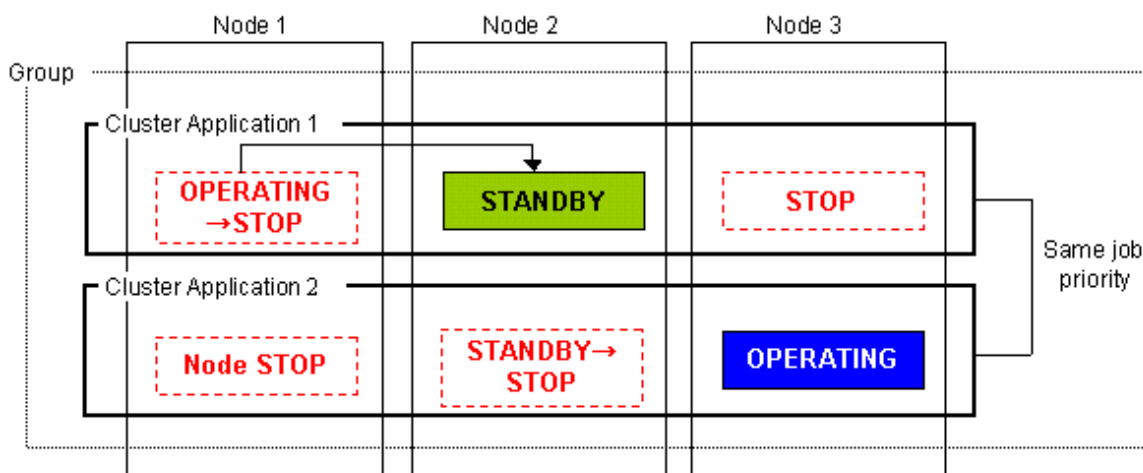 Node 1
Node 2
Node 3
Group
Cluster Application 1
OPERATING
→STOP
STANDBY
STOP
Same job
priority
Cluster Application 2
Node STOP
STANDBY→
STOP
OPERATING